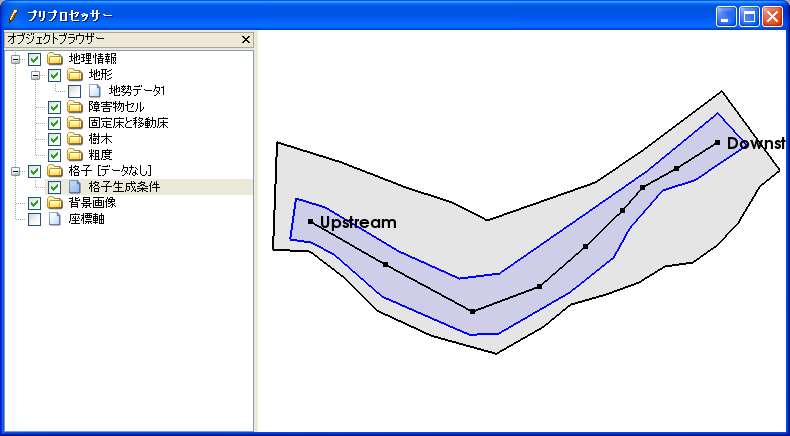 プリプロセッサー
オブジェクトブラウザー
地理情報
地形
地勢データ1
障害物セル
固定床と移動床
樹木
粗度
格子 [データなし]
格子生成条件
背景画像
座標軸
Upstream
Downst